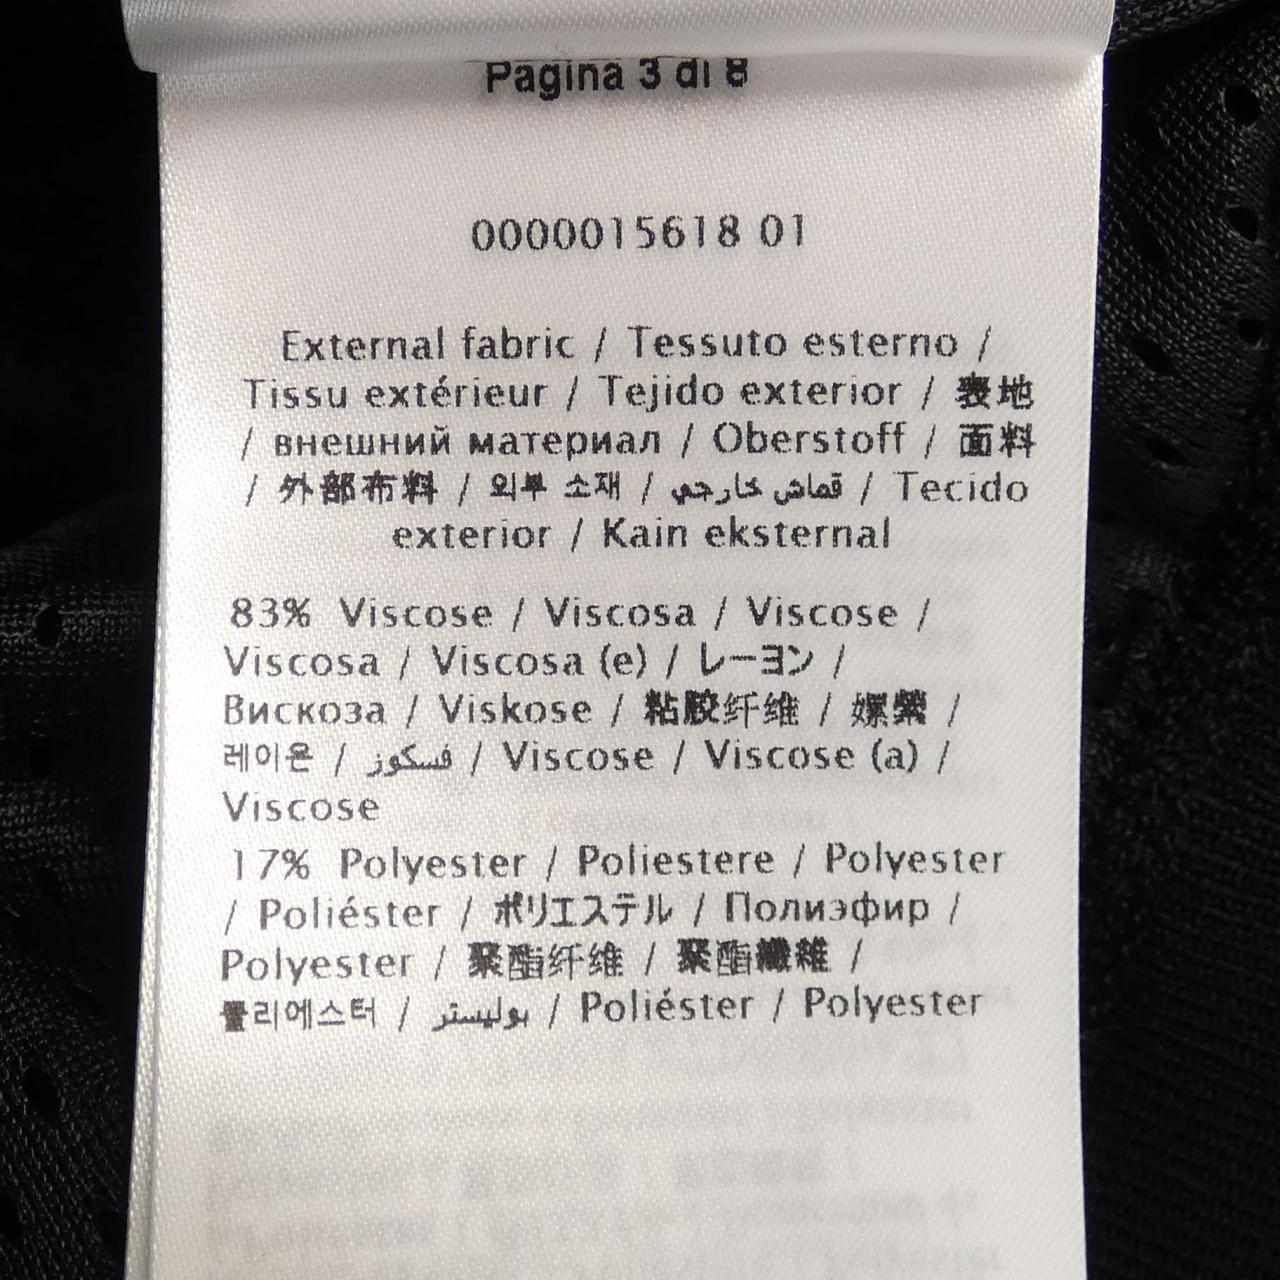 Pagina 3 di 8
0000015618 01
External fabric / Tessuto esterno /
Tissu extérieur / Tejido exterior / 表地
/ внешний материал / Oberstoff / 面料
/ 外部布料 / 외부 소재 / قماش خارجي / Tecido
exterior / Kain eksternal
83% Viscose / Viscosa / Viscose /
Viscosa / Viscosa (e) / レーヨン /
Вискоза / Viskose / 粘胶纤维 / 嫘縈 /
레이온 / فسكوز / Viscose / Viscose (a) /
Viscose
17% Polyester / Poliestere / Polyester
/ Poliéster / ポリエステル / Полиэфир /
Polyester / 聚酯纤维 / 聚酯纖維 /
폴리에스터 / بوليستر / Poliéster / Polyester